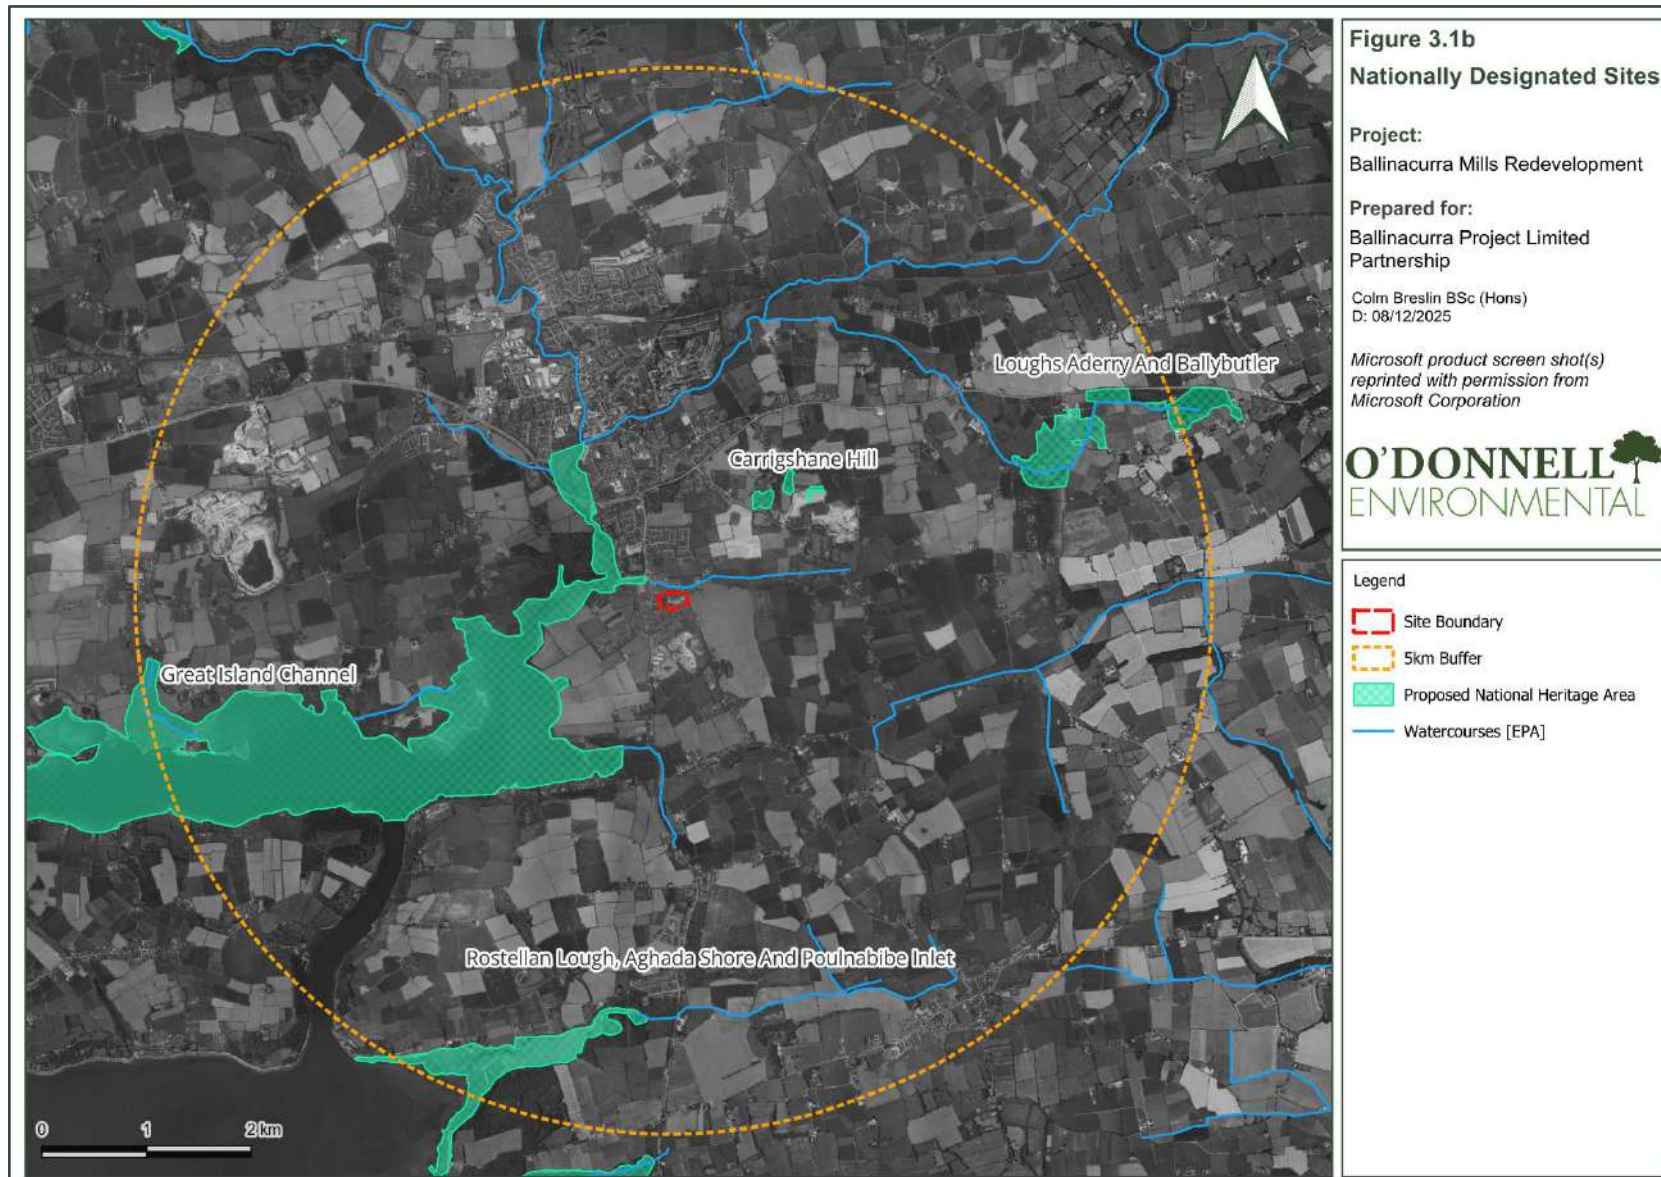 Figure 3.1b
Nationally Designated Sites
Project:
Ballinacurra Mills Redevelopment
Prepared for:
Ballinacurra Project Limited
Partnership
Colm Breslin BSc (Hons)
D: 08/12/2025
Microsoft product screen shot(s)
reprinted with permission from
Microsoft Corporation
O'DONNELL
ENVIRONMENTAL
Legend
Site Boundary
5km Buffer
Proposed National Heritage Area
Watercourses [EPA]
Loughs Aderry And Ballybutler
Carrigshane Hill
Great Island Channel
Rostellan Lough, Aghada Shore And Poulnabibe Inlet
0 1 2 km